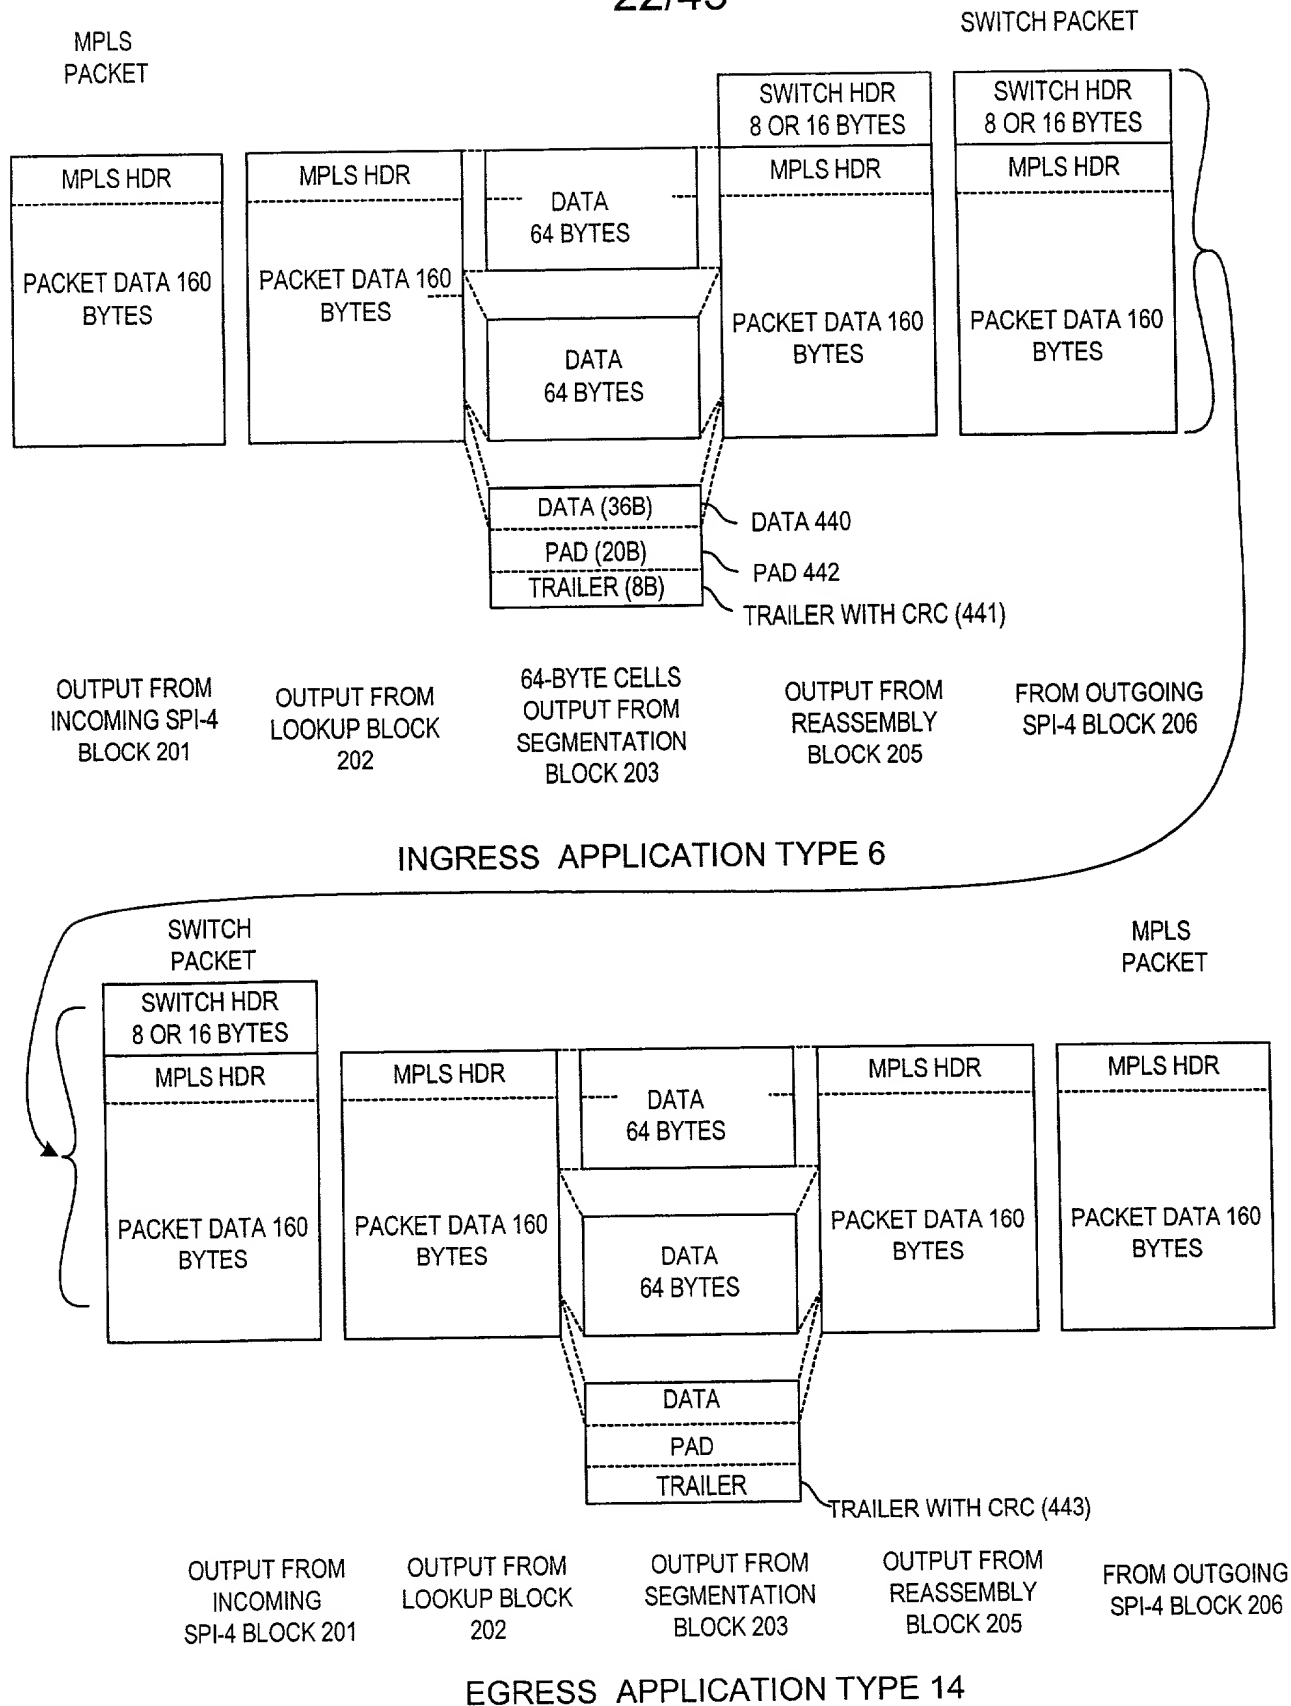 22/45
MPLS
PACKET
SWITCH PACKET
SWITCH HDR
8 OR 16 BYTES
SWITCH HDR
8 OR 16 BYTES
MPLS HDR
MPLS HDR
DATA
64 BYTES
MPLS HDR
MPLS HDR
PACKET DATA 160
BYTES
PACKET DATA 160
BYTES
DATA
64 BYTES
PACKET DATA 160
BYTES
PACKET DATA 160
BYTES
DATA (36B)
DATA 440
PAD (20B)
PAD 442
TRAILER (8B)
TRAILER WITH CRC (441)
OUTPUT FROM
INCOMING SPI-4
BLOCK 201
OUTPUT FROM
LOOKUP BLOCK
202
64-BYTE CELLS
OUTPUT FROM
SEGMENTATION
BLOCK 203
OUTPUT FROM
REASSEMBLY
BLOCK 205
FROM OUTGOING
SPI-4 BLOCK 206
INGRESS APPLICATION TYPE 6
SWITCH
PACKET
MPLS
PACKET
SWITCH HDR
8 OR 16 BYTES
MPLS HDR
MPLS HDR
DATA
64 BYTES
MPLS HDR
MPLS HDR
PACKET DATA 160
BYTES
PACKET DATA 160
BYTES
DATA
64 BYTES
PACKET DATA 160
BYTES
PACKET DATA 160
BYTES
DATA
PAD
TRAILER
TRAILER WITH CRC (443)
OUTPUT FROM
INCOMING
SPI-4 BLOCK 201
OUTPUT FROM
LOOKUP BLOCK
202
OUTPUT FROM
SEGMENTATION
BLOCK 203
OUTPUT FROM
REASSEMBLY
BLOCK 205
FROM OUTGOING
SPI-4 BLOCK 206
EGRESS APPLICATION TYPE 14